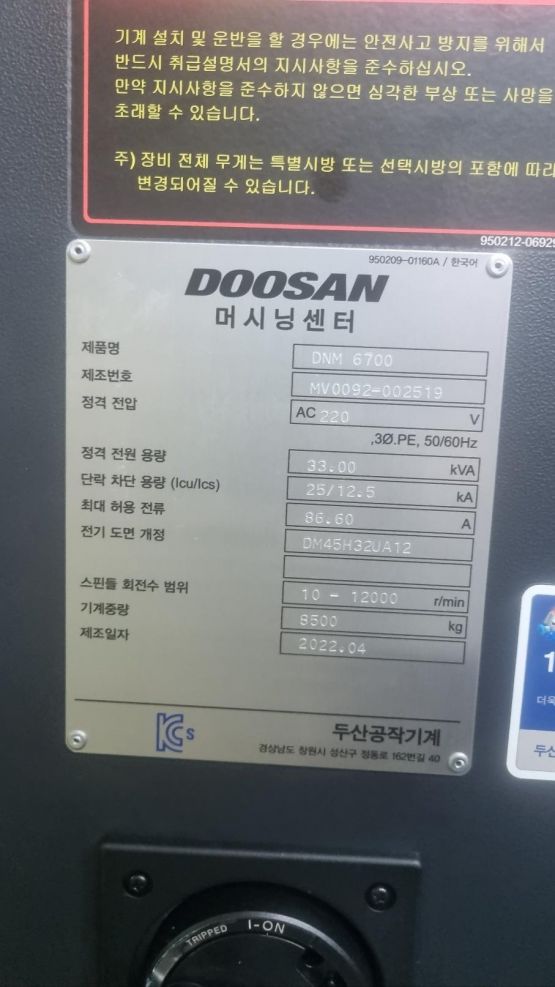 기계 설치 및 운반을 할 경우에는 안전사고 방지를 위해서
반드시 취급설명서의 지시사항을 준수하십시오.
만약 지시사항을 준수하지 않으면 심각한 부상 또는 사망을
초래할 수 있습니다.
주) 장비 전체 무게는 특별시방 또는 선택시방의 포함에 따라
변경되어질 수 있습니다.
950212-0692
950209-01160A / 한국어
DOOSAN
머시닝센터
제품명 DNM 6700
제조번호 MV0092-002519
정격 전압 AC 220 V
,3Ø.PE, 50/60Hz
정격 전원 용량 33.00 kVA
단락 차단 용량 (Icu/Ics) 25/12.5 kA
최대 허용 전류 86.60 A
전기 도면 개정 DM45H32UA12
스핀들 회전수 범위 10 - 12000 r/min
기계중량 8500 kg
제조일자 2022.04
KCs
두산공작기계
경상남도 창원시 성산구 정동로 162번길 40
1
더욱
두산
TRIPPED I-ON